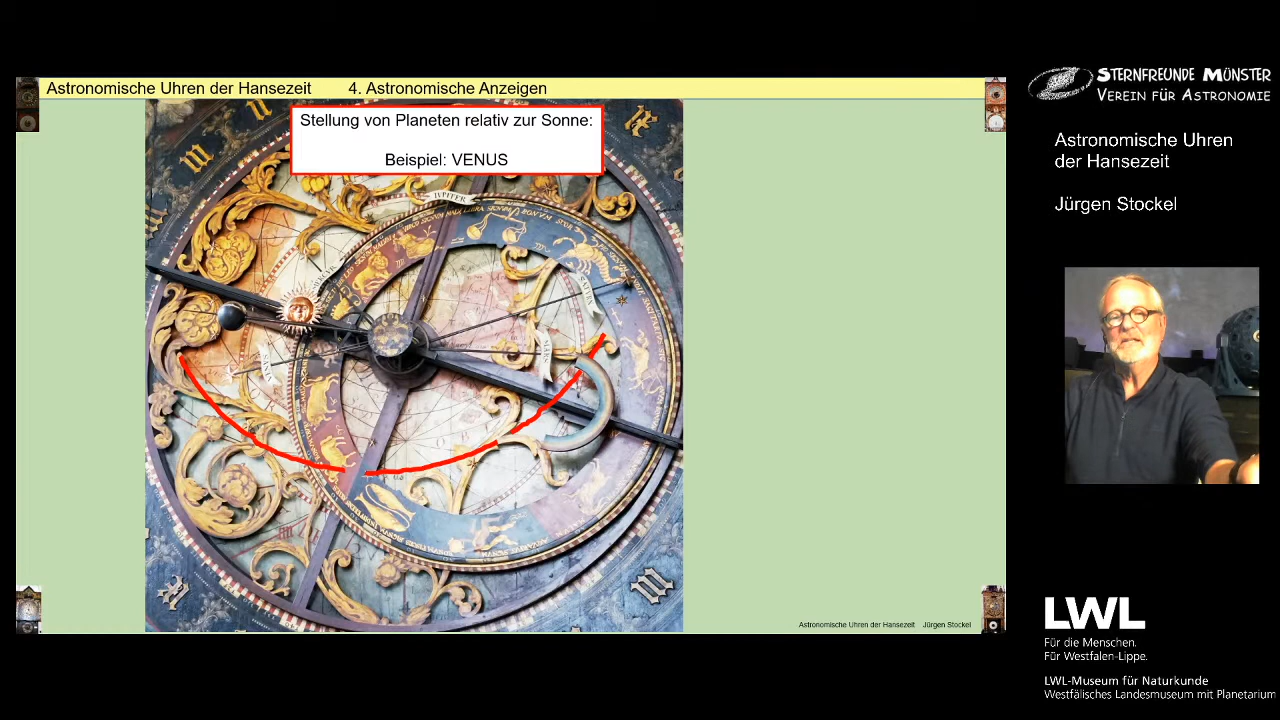 Astronomische Uhren der Hansezeit 4. Astronomische Anzeigen
Stellung von Planeten relativ zur Sonne:
Beispiel: VENUS
JUPITER
SATURN
Astronomische Uhren der Hansezeit Jürgen Stockel
STERNFREUNDE MÜNSTER
VEREIN FÜR ASTRONOMIE
Astronomische Uhren
der Hansezeit
Jürgen Stockel
LWL
Für die Menschen.
Für Westfalen-Lippe.
LWL-Museum für Naturkunde
Westfälisches Landesmuseum mit Planetarium